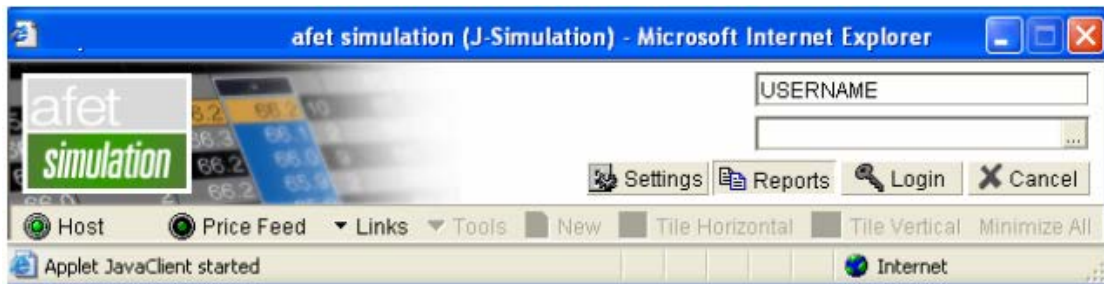 afet simulation (J-Simulation) - Microsoft Internet Explorer
afet
simulation
USERNAME
...
Settings Reports Login Cancel
Host Price Feed Links Tools New Tile Horizontal Tile Vertical Minimize All
Applet JavaClient started Internet